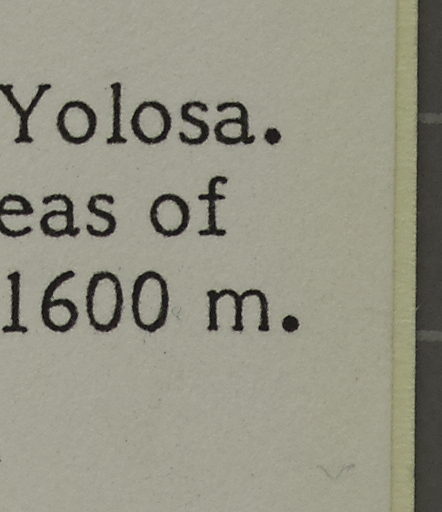 Yolosa.
eas of
1600 m.